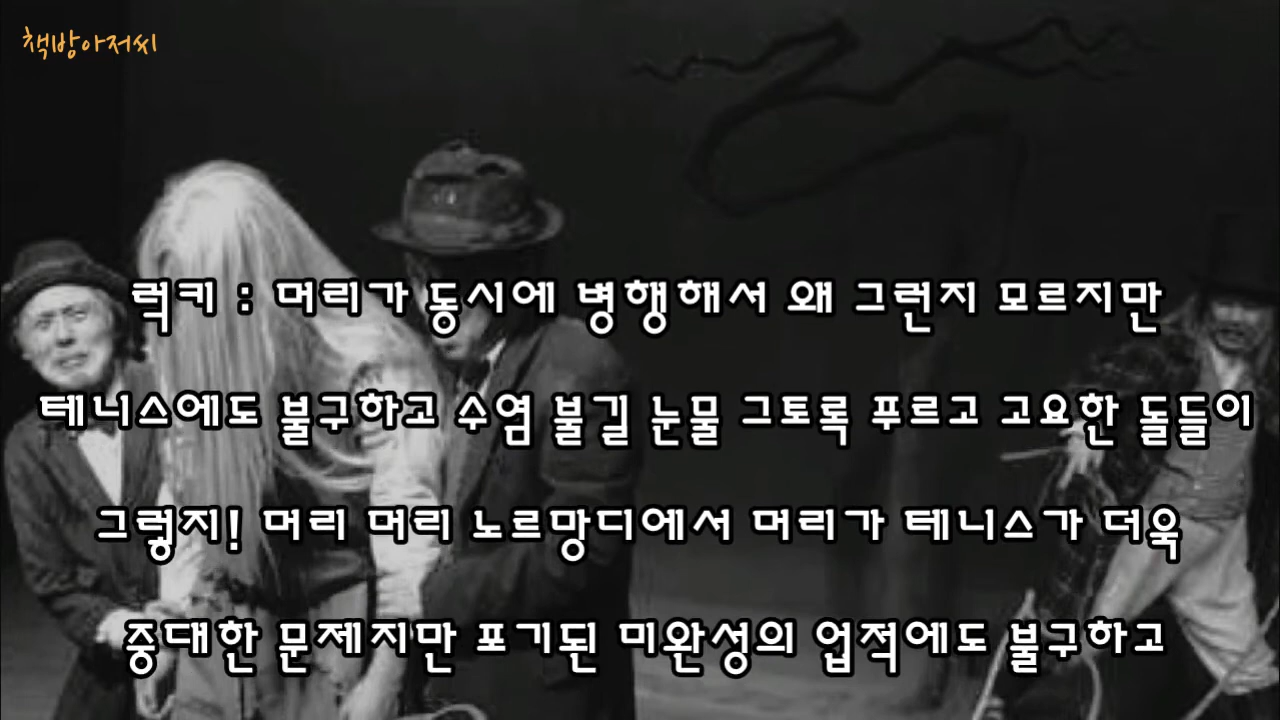 책방아저씨
럭키 : 머리가 동시에 병행해서 왜 그런지 모르지만
테니스에도 불구하고 수염 불길 눈물 그토록 푸르고 고요한 돌들이
그렇지! 머리 머리 노르망디에서 머리가 테니스가 더욱
중대한 문제지만 포기된 미완성의 업적에도 불구하고